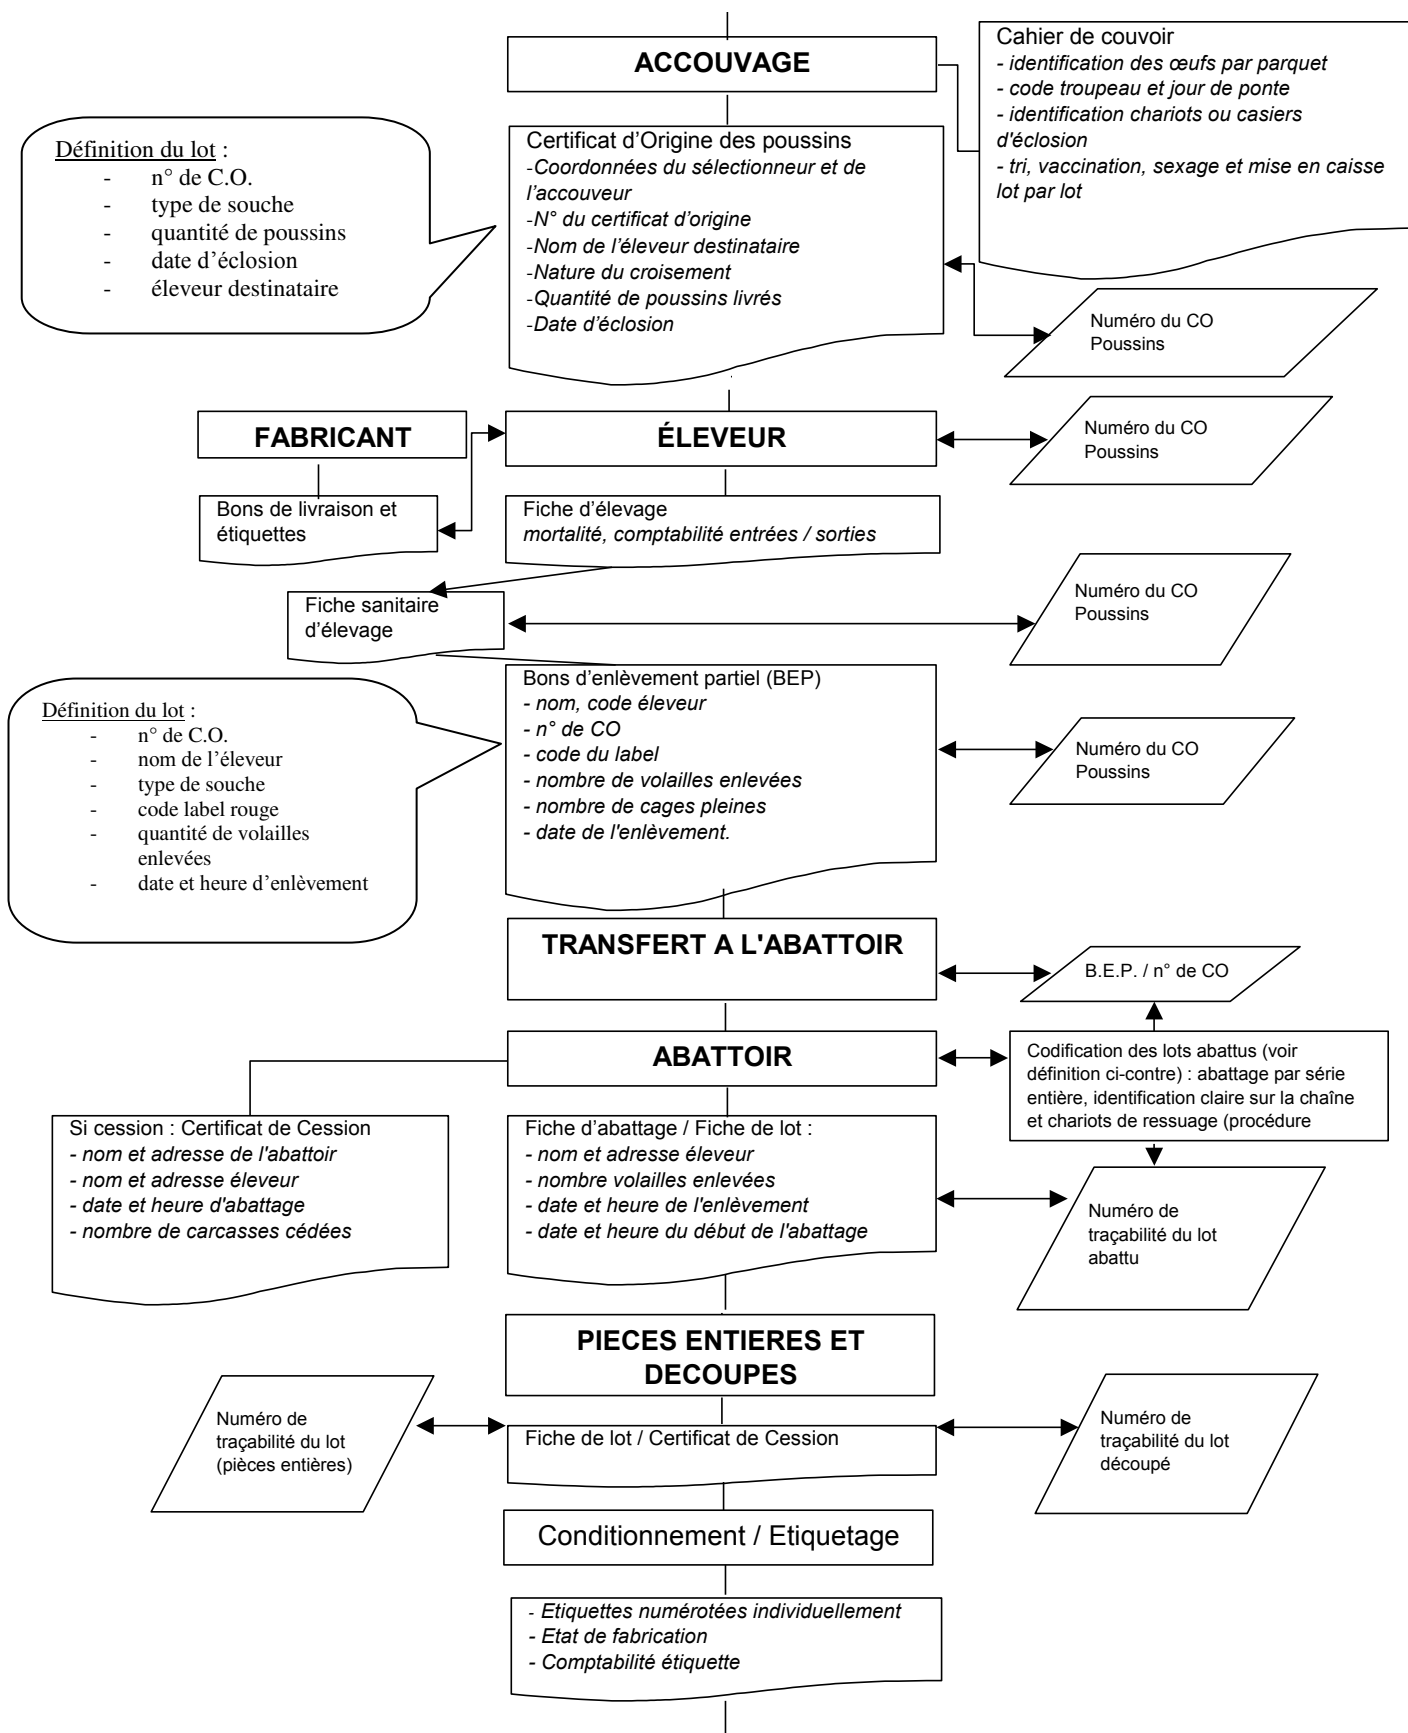 ACCOUVAGE
Cahier de couvoir
- identification des œufs par parquet
- code troupeau et jour de ponte
- identification chariots ou casiers
d'éclosion
- tri, vaccination, sexage et mise en caisse
lot par lot
Définition du lot :
- n° de C.O.
- type de souche
- quantité de poussins
- date d’éclosion
- éleveur destinataire
Certificat d’Origine des poussins
-Coordonnées du sélectionneur et de
l’accouveur
-N° du certificat d’origine
-Nom de l’éleveur destinataire
-Nature du croisement
-Quantité de poussins livrés
-Date d’éclosion
Numéro du CO
Poussins
FABRICANT
ÉLEVEUR
Numéro du CO
Poussins
Bons de livraison et
étiquettes
Fiche d’élevage
mortalité, comptabilité entrées / sorties
Fiche sanitaire
d’élevage
Numéro du CO
Poussins
Définition du lot :
- n° de C.O.
- nom de l’éleveur
- type de souche
- code label rouge
- quantité de volailles
enlevées
- date et heure d’enlèvement
Bons d’enlèvement partiel (BEP)
- nom, code éleveur
- n° de CO
- code du label
- nombre de volailles enlevées
- nombre de cages pleines
- date de l'enlèvement.
Numéro du CO
Poussins
TRANSFERT A L'ABATTOIR
B.E.P. / n° de CO
ABATTOIR
Codification des lots abattus (voir
définition ci-contre) : abattage par série
entière, identification claire sur la chaîne
et chariots de ressuage (procédure
Si cession : Certificat de Cession
- nom et adresse de l'abattoir
- nom et adresse éleveur
- date et heure d'abattage
- nombre de carcasses cédées
Fiche d’abattage / Fiche de lot :
- nom et adresse éleveur
- nombre volailles enlevées
- date et heure de l'enlèvement
- date et heure du début de l'abattage
Numéro de
traçabilité du lot
abattu
PIECES ENTIERES ET
DECOUPES
Numéro de
traçabilité du lot
(pièces entières)
Fiche de lot / Certificat de Cession
Numéro de
traçabilité du lot
découpé
Conditionnement / Etiquetage
- Etiquettes numérotées individuellement
- Etat de fabrication
- Comptabilité étiquette